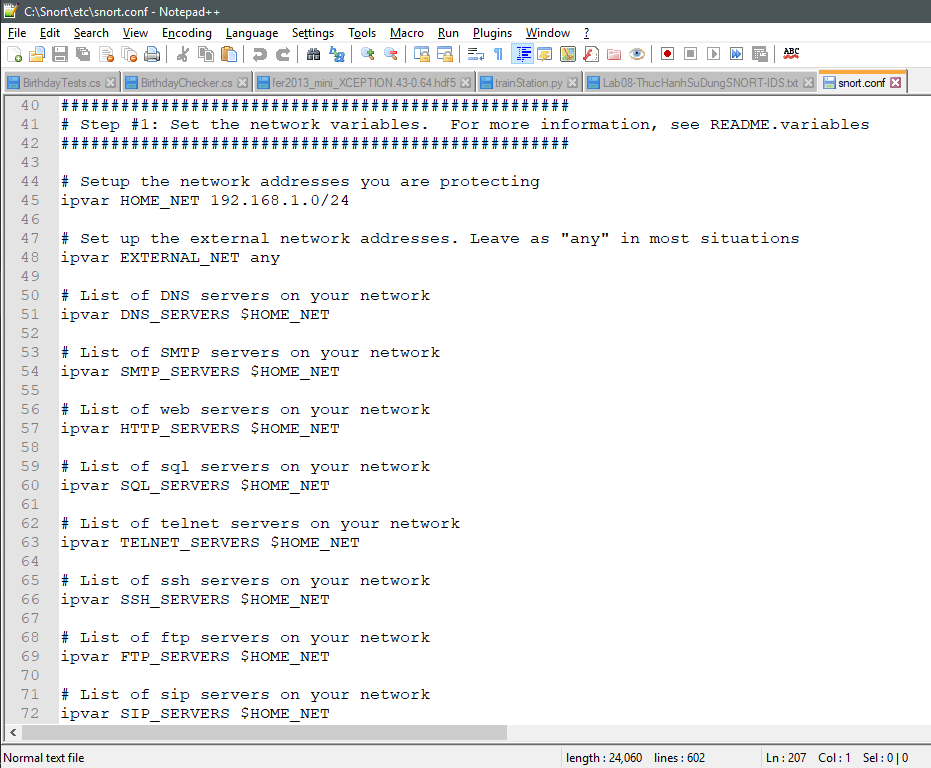 C:\Snort\etc\snort.conf - Notepad++
File Edit Search View Encoding Language Settings Tools Macro Run Plugins Window ?
ABC
BirthdayTests.cs BirthdayChecker.cs fer2013_mini_XCEPTION.43-0.64.hdf5 trainStation.py Lab08-ThucHanhSuDungSNORT-IDS.txt snort.conf
40 ###################################################
41 # Step #1: Set the network variables.  For more information, see README.variables
42 ###################################################
43
44 # Setup the network addresses you are protecting
45 ipvar HOME_NET 192.168.1.0/24
46
47 # Set up the external network addresses. Leave as "any" in most situations
48 ipvar EXTERNAL_NET any
49
50 # List of DNS servers on your network
51 ipvar DNS_SERVERS $HOME_NET
52
53 # List of SMTP servers on your network
54 ipvar SMTP_SERVERS $HOME_NET
55
56 # List of web servers on your network
57 ipvar HTTP_SERVERS $HOME_NET
58
59 # List of sql servers on your network
60 ipvar SQL_SERVERS $HOME_NET
61
62 # List of telnet servers on your network
63 ipvar TELNET_SERVERS $HOME_NET
64
65 # List of ssh servers on your network
66 ipvar SSH_SERVERS $HOME_NET
67
68 # List of ftp servers on your network
69 ipvar FTP_SERVERS $HOME_NET
70
71 # List of sip servers on your network
72 ipvar SIP_SERVERS $HOME_NET
Normal text file length : 24,060 lines : 602 Ln : 207 Col : 1 Sel : 0 | 0